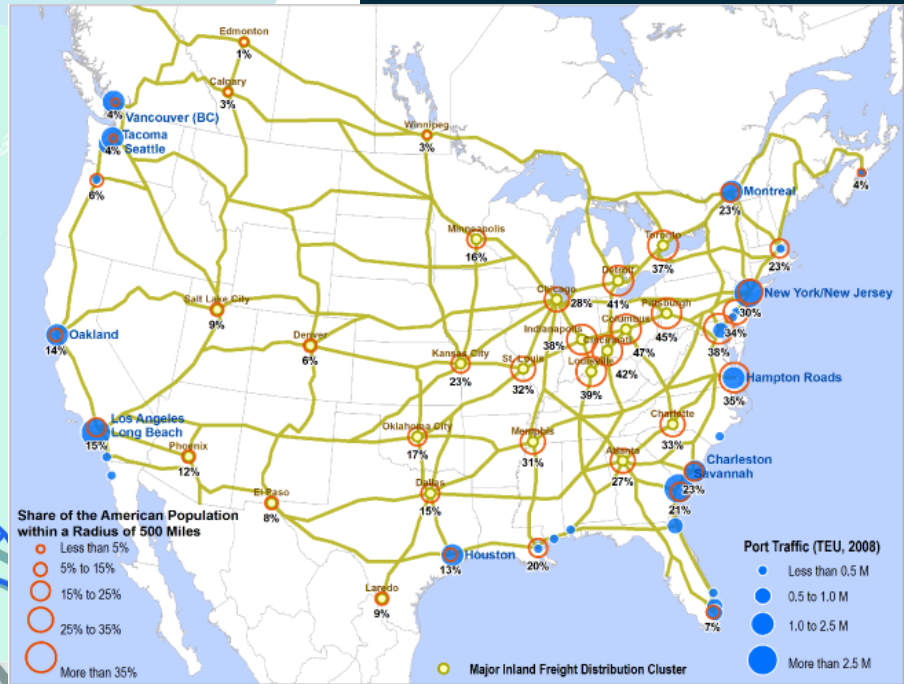 Edmonton
1%
Calgary
3%
4%
Vancouver (BC)
Tacoma
Seattle
4%
Winnipeg
3%
6%
4%
Montreal
23%
Minneapolis
16%
Toronto
37%
23%
Detroit
41%
Chicago
28%
New York/New Jersey
30%
Salt Lake City
9%
Pittsburgh
45%
Columbus
47%
34%
38%
Oakland
14%
Denver
6%
Indianapolis
38%
Cincinnati
42%
Kansas City
23%
St. Louis
32%
Louisville
39%
Hampton Roads
35%
Los Angeles
Long Beach
15%
Phoenix
12%
Oklahoma City
17%
Memphis
31%
Charlotte
33%
Atlanta
27%
Charleston
Savannah
23%
21%
El Paso
8%
Dallas
15%
Houston
13%
20%
Laredo
9%
7%
Share of the American Population
within a Radius of 500 Miles
Less than 5%
5% to 15%
15% to 25%
25% to 35%
More than 35%
Major Inland Freight Distribution Cluster
Port Traffic (TEU, 2008)
Less than 0.5 M
0.5 to 1.0 M
1.0 to 2.5 M
More than 2.5 M